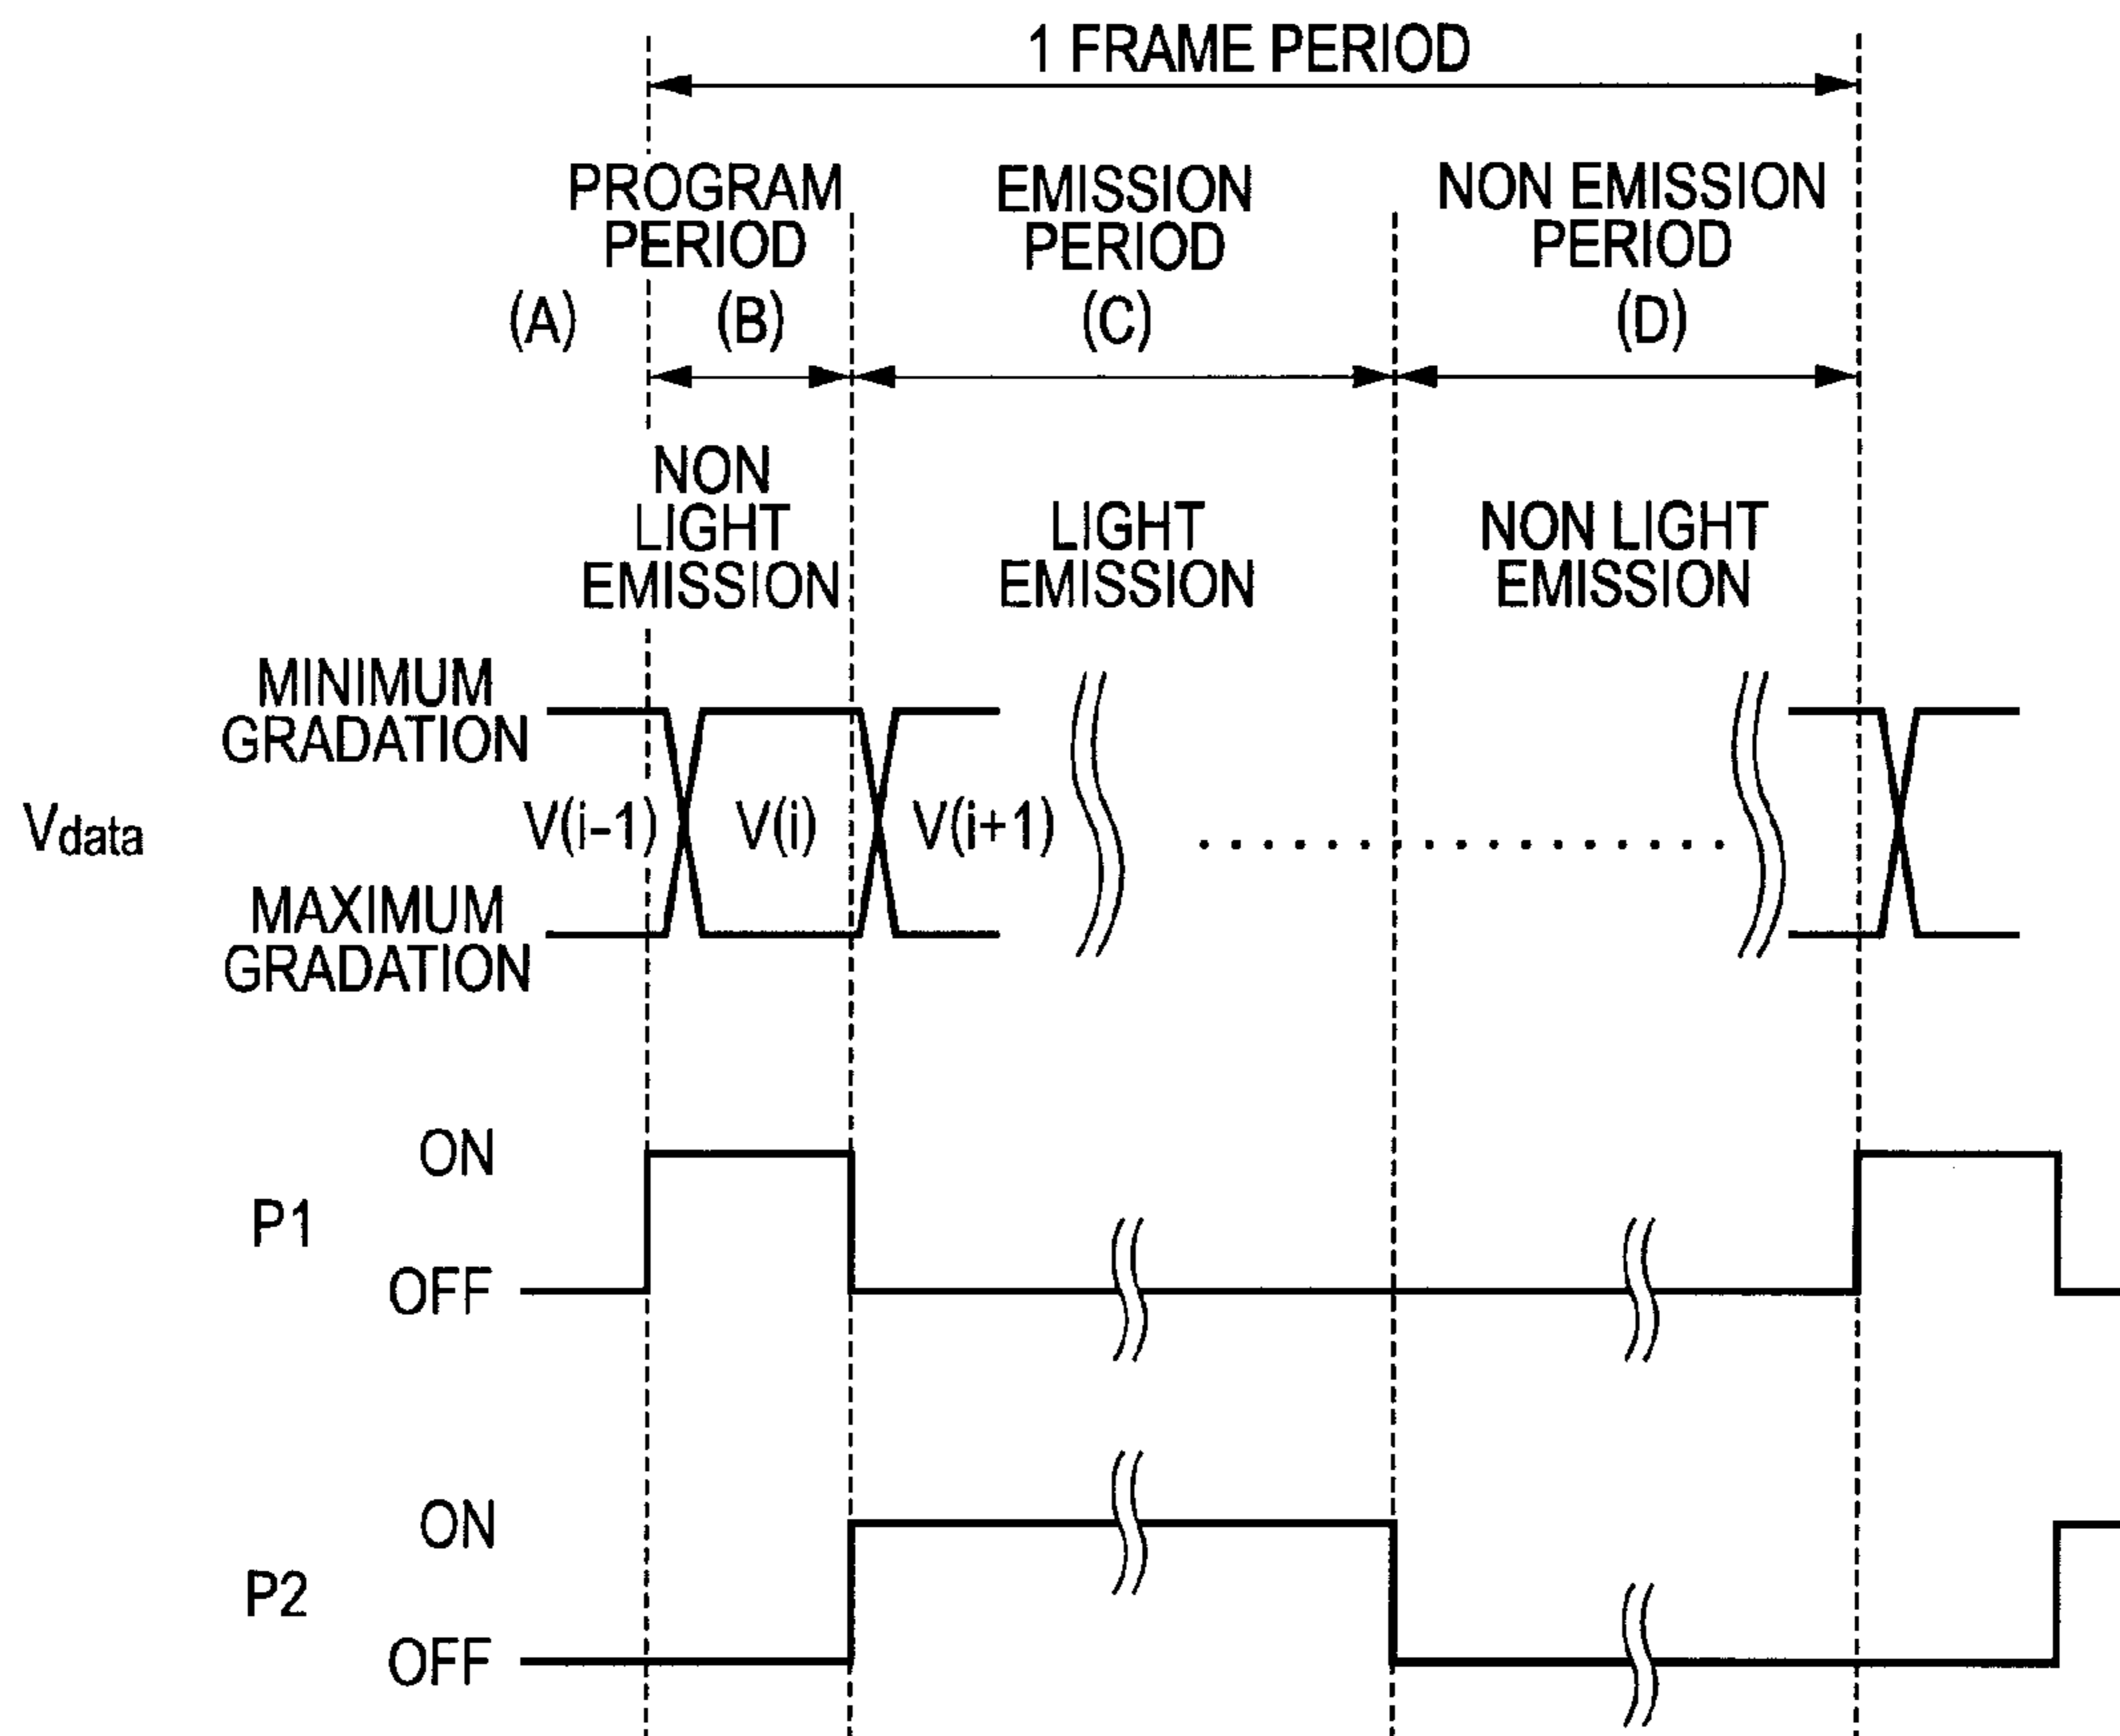 1 FRAME PERIOD
PROGRAM
PERIOD
EMISSION
PERIOD
NON EMISSION
PERIOD
(A)
(B)
(C)
(D)
NON
LIGHT
EMISSION
LIGHT
EMISSION
NON LIGHT
EMISSION
MINIMUM
GRADATION
Vdata
V(i-1)
V(i)
V(i+1)
MAXIMUM
GRADATION
ON
P1
OFF
ON
P2
OFF